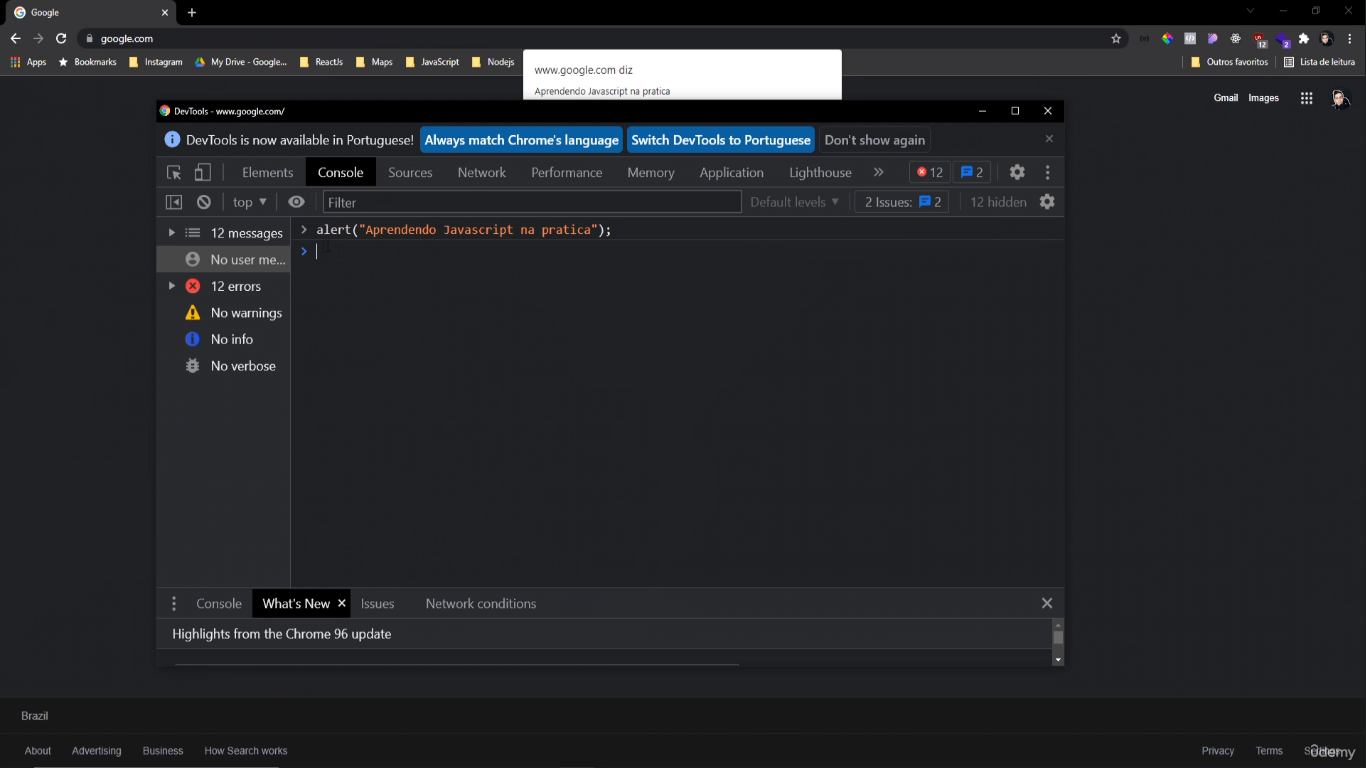 Google
google.com
12
2
Apps
Bookmarks
Instagram
My Drive - Google...
ReactJs
Maps
JavaScript
Nodejs
Outros favoritos
Lista de leitura
www.google.com diz
Aprendendo Javascript na pratica
Gmail
Images
DevTools - www.google.com/
DevTools is now available in Portuguese!
Always match Chrome's language
Switch DevTools to Portuguese
Don't show again
Elements
Console
Sources
Network
Performance
Memory
Application
Lighthouse
12
2
top
Filter
Default levels
2 Issues:
2
12 hidden
12 messages
No user me...
12 errors
No warnings
No info
No verbose
alert("Aprendendo Javascript na pratica");
Console
What's New
Issues
Network conditions
Highlights from the Chrome 96 update
Brazil
About
Advertising
Business
How Search works
Privacy
Terms
ûdemy